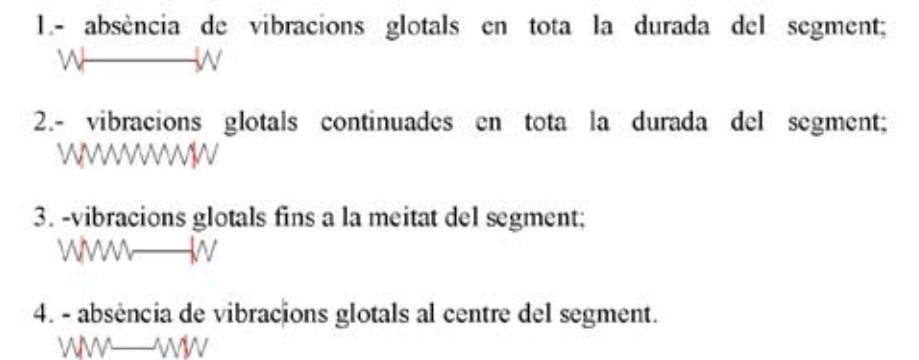 1.- absència de vibracions glotals en tota la durada del segment;
2.- vibracions glotals continuades en tota la durada del segment;
3. -vibracions glotals fins a la meitat del segment;
4. - absència de vibracions glotals al centre del segment.